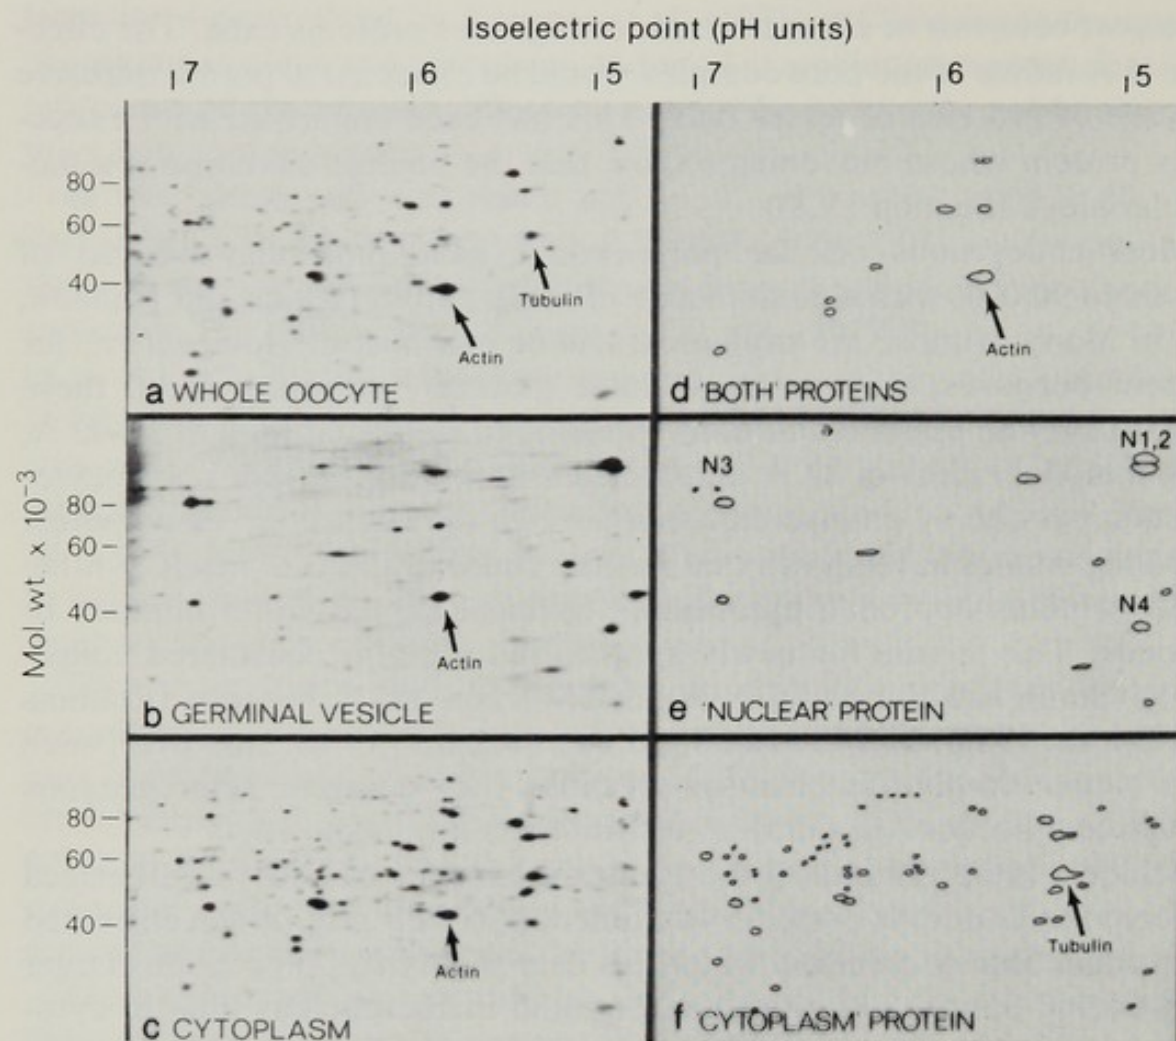 Isoelectric point (pH units)
7 6 5 7 6 5
Mol. wt. x 10⁻³
80
60
40
Tubulin
Actin
a WHOLE OOCYTE
Actin
d 'BOTH' PROTEINS
80
60
40
Actin
b GERMINAL VESICLE
N3
N1,2
N4
e 'NUCLEAR' PROTEIN
80
60
40
Actin
c CYTOPLASM
Tubulin
f 'CYTOPLASM' PROTEIN